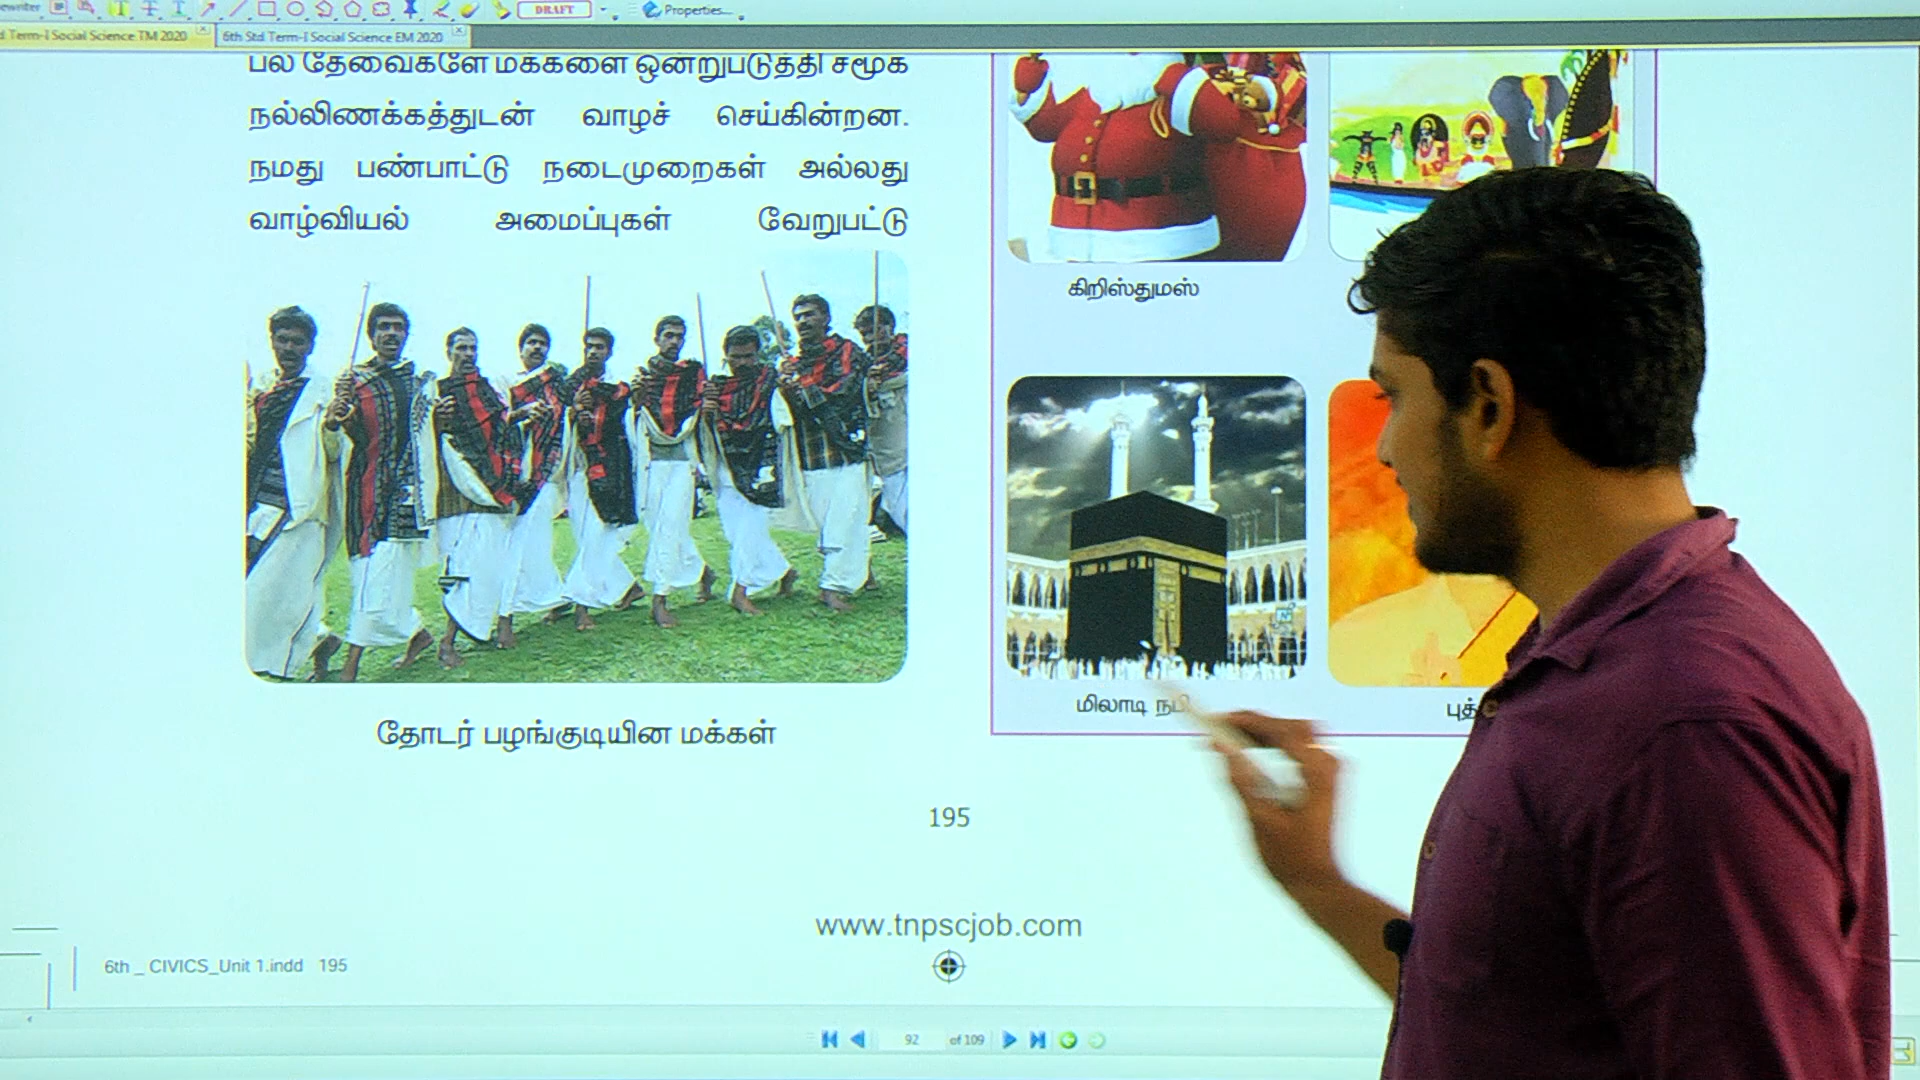 ewriter
DRAFT
Properties...
d Term-I Social Science TM 2020
6th Std Term-I Social Science EM 2020
பல தேவைகளே மக்களை ஒன்றுபடுத்தி சமூக
நல்லிணக்கத்துடன் வாழச் செய்கின்றன.
நமது பண்பாட்டு நடைமுறைகள் அல்லது
வாழ்வியல் அமைப்புகள் வேறுபட்டு
தோடர் பழங்குடியின மக்கள்
கிறிஸ்துமஸ்
மிலாடி நபி
195
www.tnpscjob.com
6th _ CIVICS_Unit 1.indd 195
92 of 109